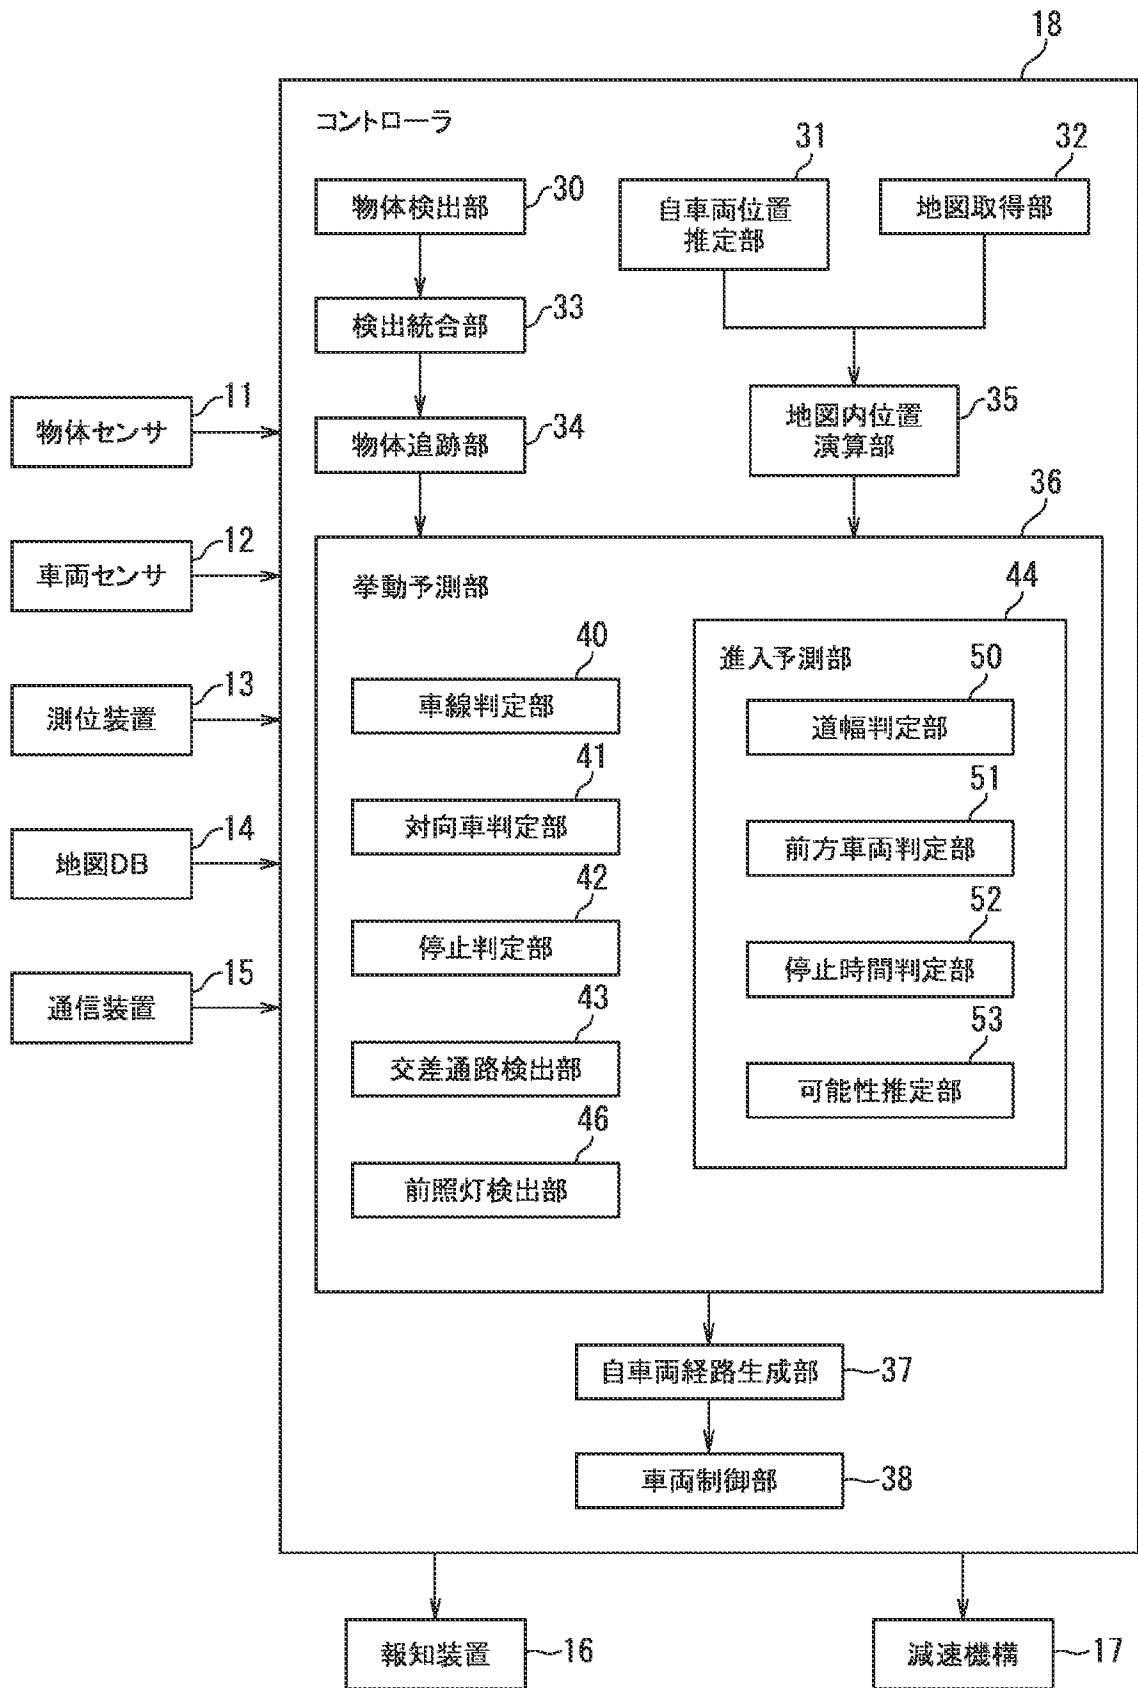 18
コントローラ
物体検出部
30
31
自車両位置
推定部
32
地図取得部
検出統合部
33
物体追跡部
34
地図内位置
演算部
35
物体センサ
11
車両センサ
12
測位装置
13
地図DB
14
通信装置
15
36
挙動予測部
40
車線判定部
41
対向車判定部
42
停止判定部
43
交差通路検出部
46
前照灯検出部
44
進入予測部
50
道幅判定部
51
前方車両判定部
52
停止時間判定部
53
可能性推定部
自車両経路生成部
37
車両制御部
38
報知装置
16
減速機構
17